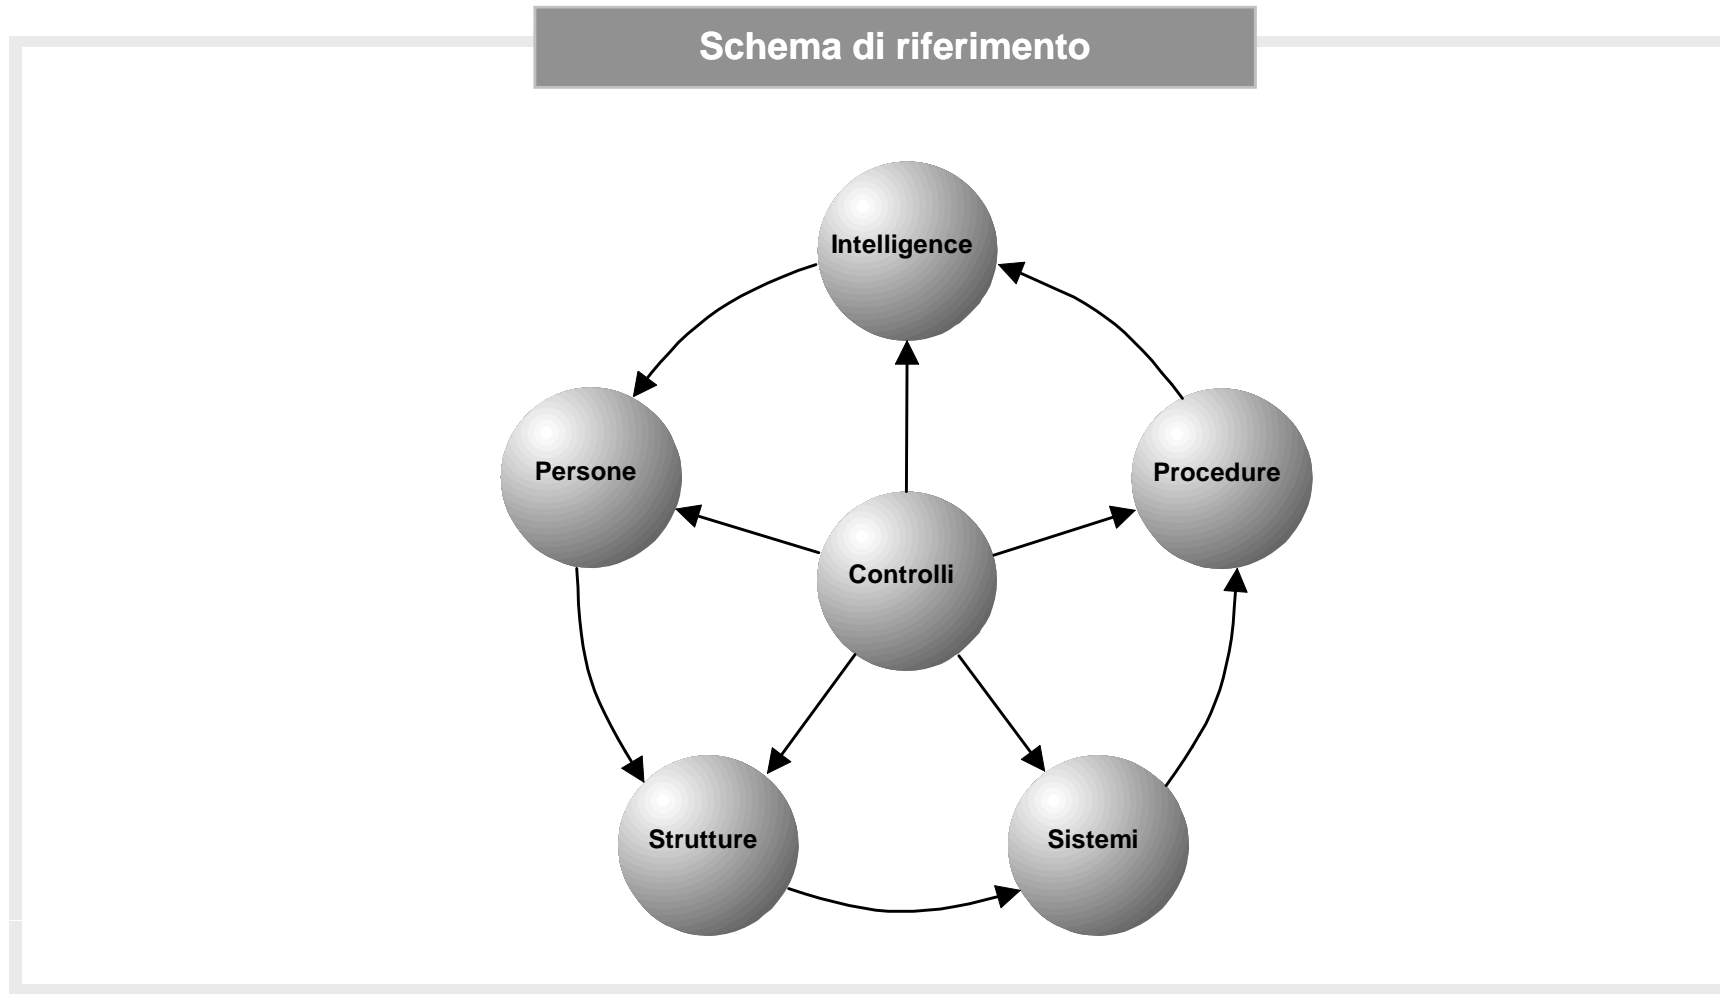 Schema di riferimento
Intelligence
Persone
Procedure
Controlli
Strutture
Sistemi